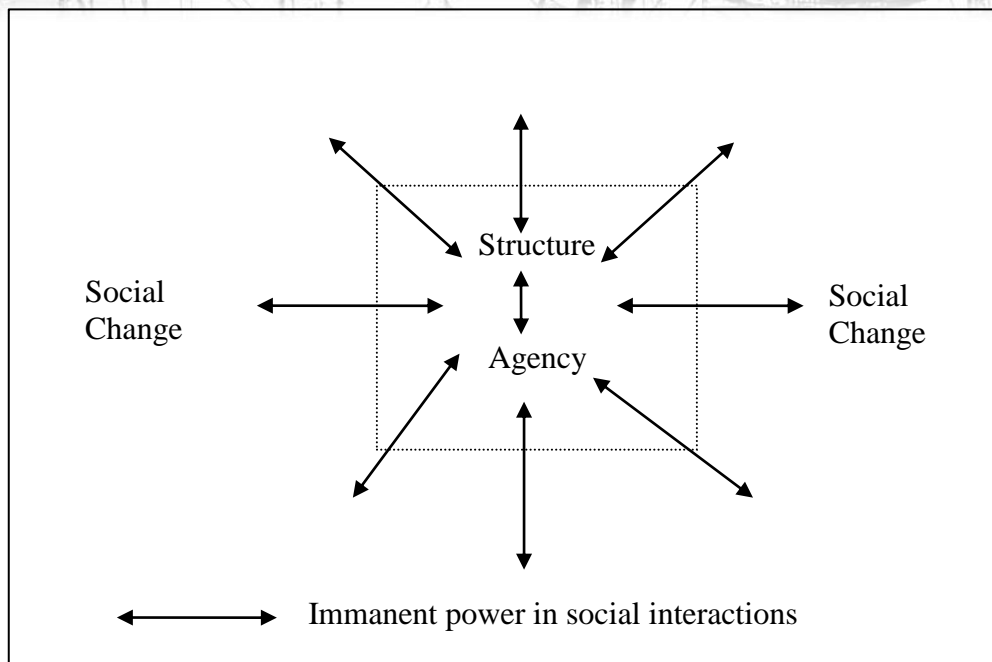 Structure
Social
Change
Social
Change
Agency
Immanent power in social interactions